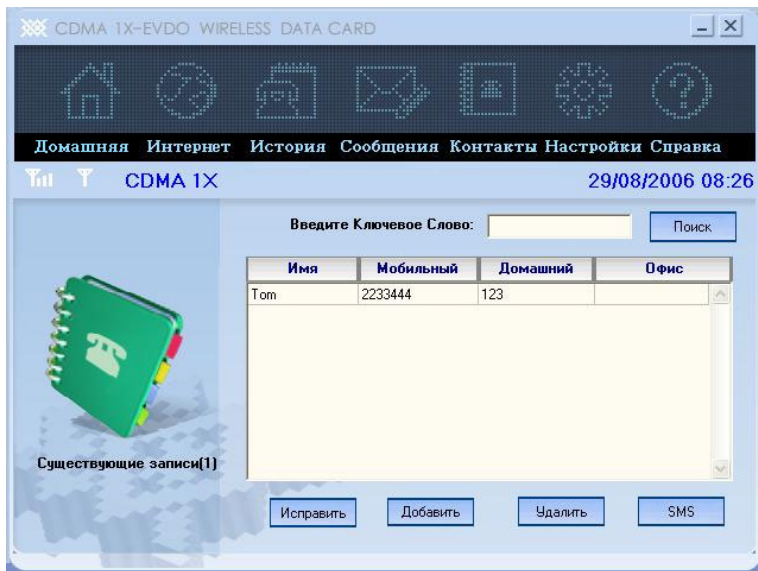 CDMA 1X-EVDO WIRELESS DATA CARD
Домашняя Интернет История Сообщения Контакты Настройки Справка
CDMA 1X 29/08/2006 08:26
Введите Ключевое Слово: Поиск
Имя Мобильный Домашний Офис
Tom 2233444 123
Существующие записи(1)
Исправить Добавить Удалить SMS